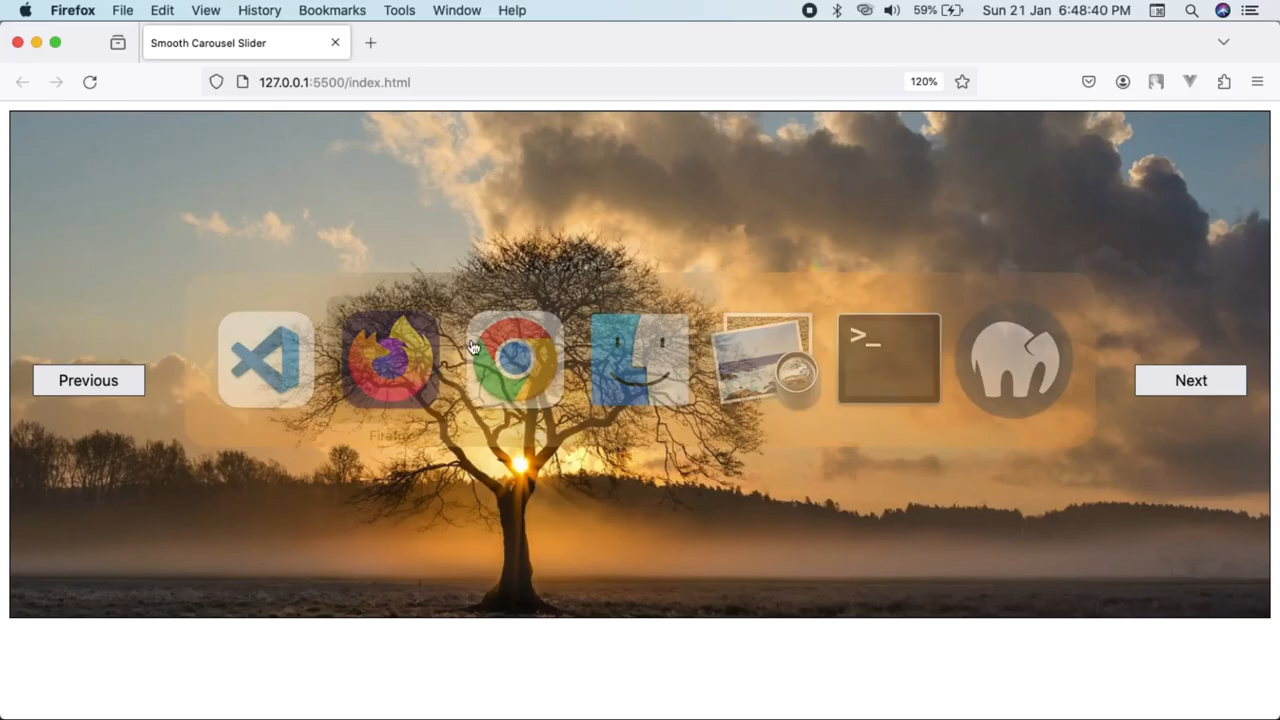 Firefox File Edit View History Bookmarks Tools Window Help 59% Sun 21 Jan 6:48:40 PM
Smooth Carousel Slider
127.0.0.1:5500/index.html 120%
Previous
Next
Firefox